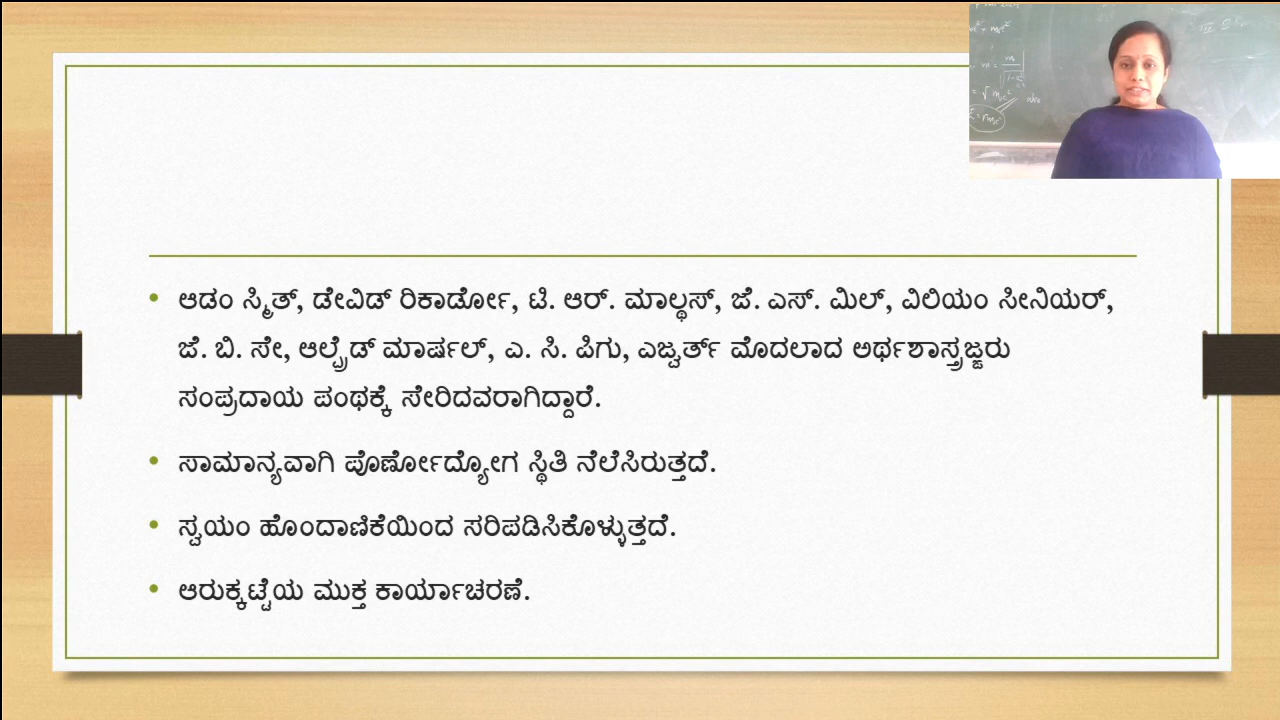 • ಆಡಂ ಸ್ಮಿತ್, ಡೇವಿಡ್ ರಿಕಾರ್ಡೋ, ಟಿ. ಆರ್. ಮಾಲ್ಥಸ್, ಜೆ. ಎಸ್. ಮಿಲ್, ವಿಲಿಯಂ ಸೀನಿಯರ್,
ಜೆ. ಬಿ. ಸೇ, ಆಲ್ಪ್ರೆಡ್ ಮಾರ್ಷಲ್, ಎ. ಸಿ. ಪಿಗು, ಎಜ್ವರ್ತ್ ಮೊದಲಾದ ಅರ್ಥಶಾಸ್ತ್ರಜ್ಞರು
ಸಂಪ್ರದಾಯ ಪಂಥಕ್ಕೆ ಸೇರಿದವರಾಗಿದ್ದಾರೆ.
• ಸಾಮಾನ್ಯವಾಗಿ ಪೂರ್ಣೋದ್ಯೋಗ ಸ್ಥಿತಿ ನೆಲೆಸಿರುತ್ತದೆ.
• ಸ್ವಯಂ ಹೊಂದಾಣಿಕೆಯಿಂದ ಸರಿಪಡಿಸಿಕೊಳ್ಳುತ್ತದೆ.
• ಆರುಕ್ಕಟ್ಟೆಯ ಮುಕ್ತ ಕಾರ್ಯಾಚರಣೆ.